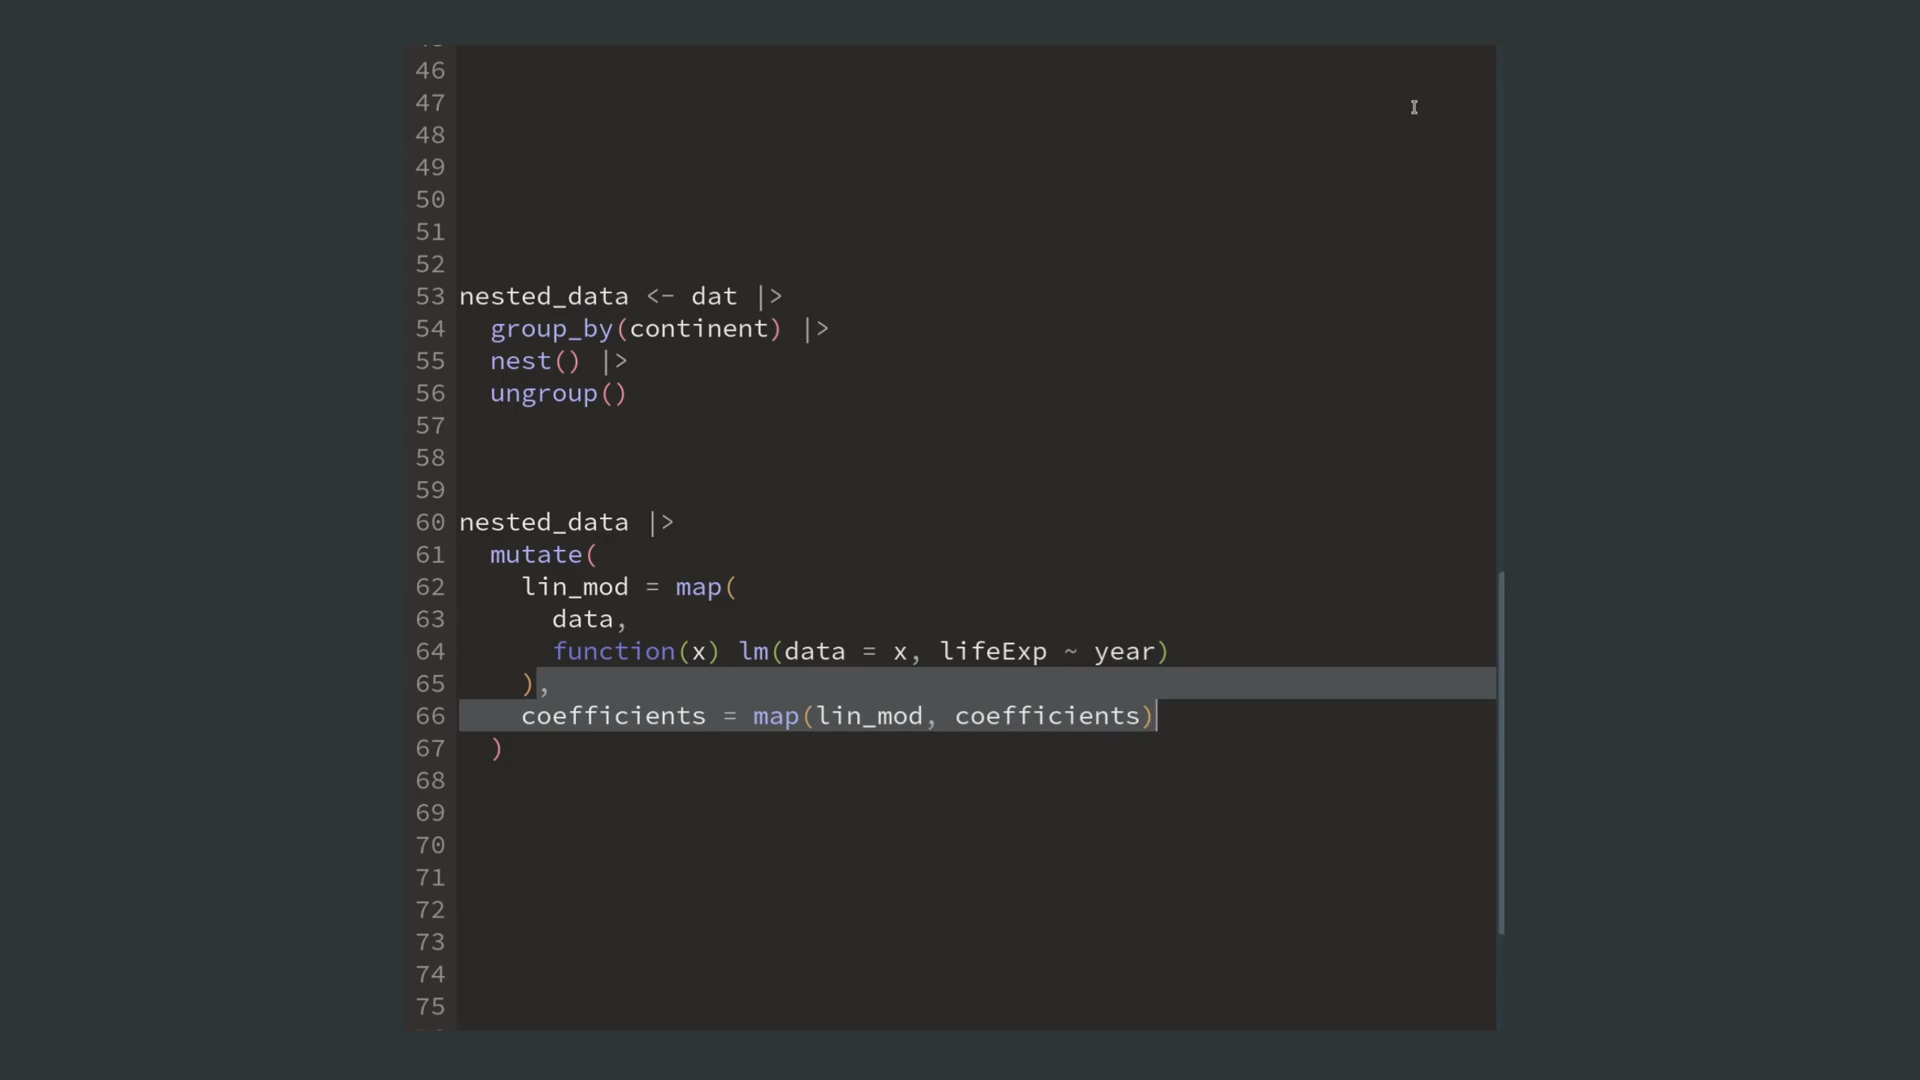 46
47
48
49
50
51
52
53 nested_data <- dat |>
54   group_by(continent) |>
55   nest() |>
56   ungroup()
57
58
59
60 nested_data |>
61   mutate(
62     lin_mod = map(
63       data,
64       function(x) lm(data = x, lifeExp ~ year)
65     ),
66     coefficients = map(lin_mod, coefficients)
67   )
68
69
70
71
72
73
74
75